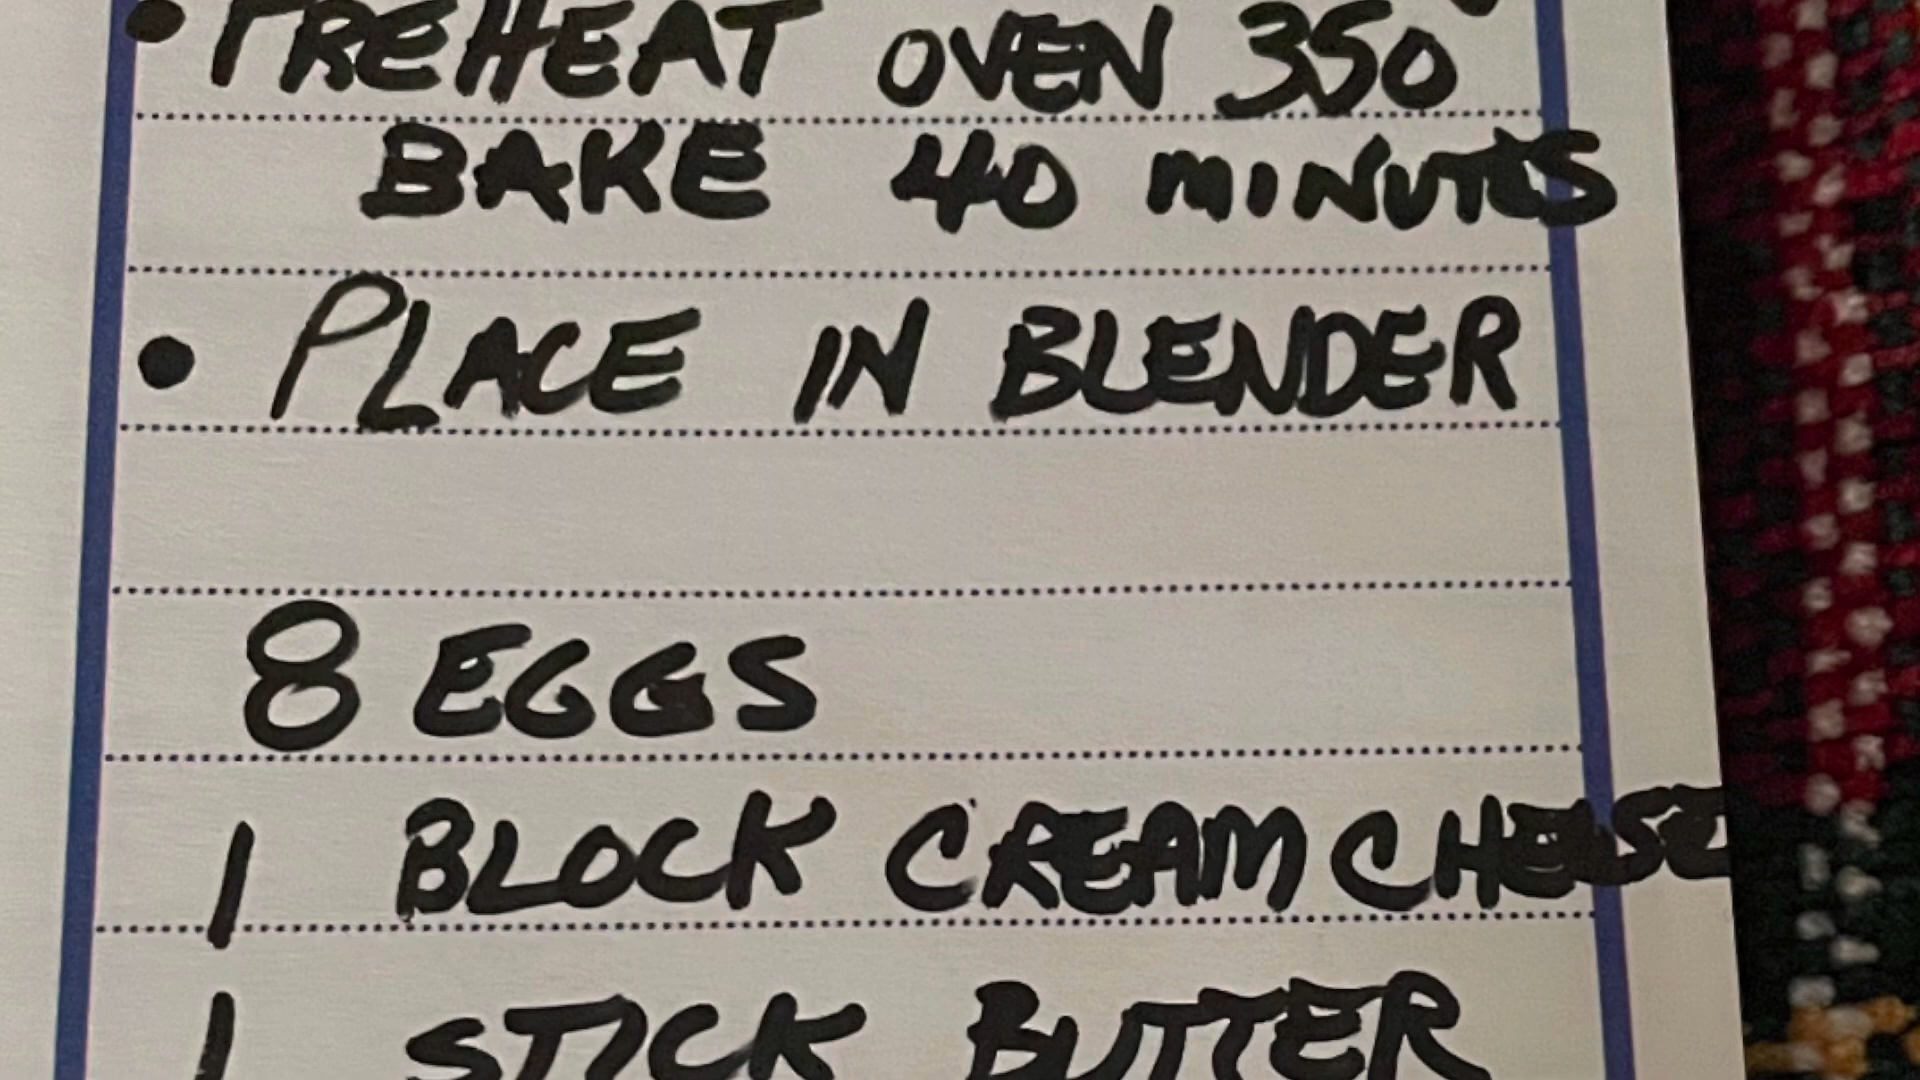 • PREHEAT OVEN 350°
BAKE 40 MINUTES
• PLACE IN BLENDER
8 EGGS
1 BLOCK CREAM CHEESE
1 STICK BUTTER